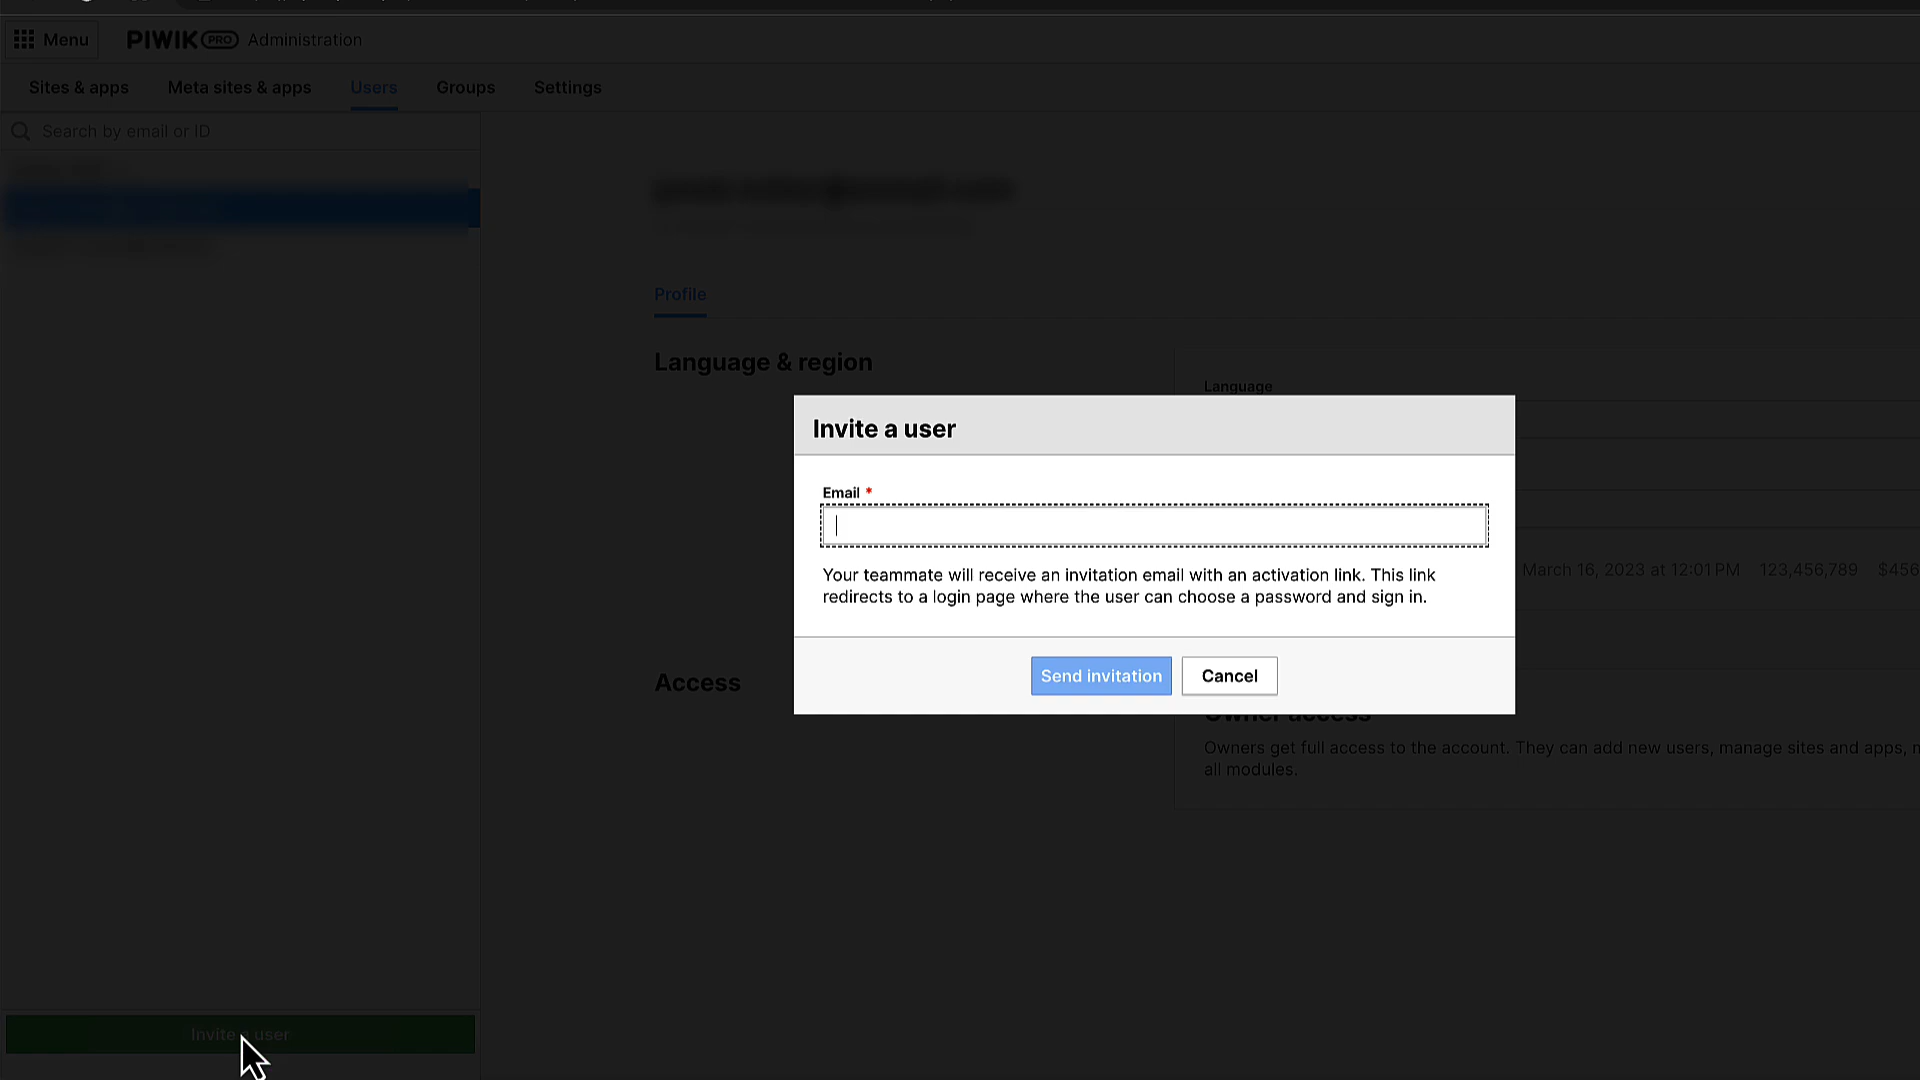 Menu
PIWIK PRO Administration
Sites & apps
Meta sites & apps
Users
Groups
Settings
Search by email or ID
Profile
Language & region
Language
Invite a user
Email *
Your teammate will receive an invitation email with an activation link. This link
redirects to a login page where the user can choose a password and sign in.
March 16, 2023 at 12:01 PM 123,456,789 $456
Send invitation
Cancel
Access
Owner access
Owners get full access to the account. They can add new users, manage sites and apps,
all modules.
Invite a user